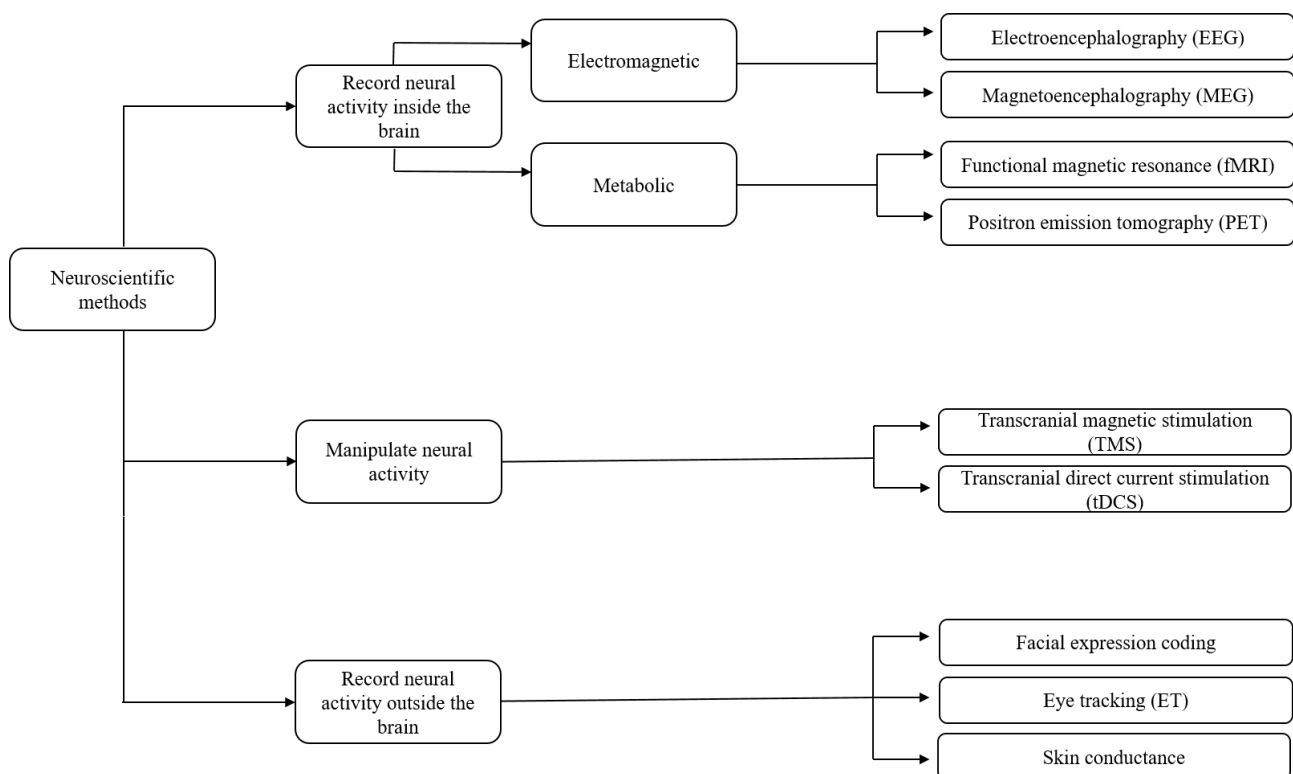 Neuroscientific
methods
Record neural
activity inside the
brain
Electromagnetic
Electroencephalography (EEG)
Magnetoencephalography (MEG)
Metabolic
Functional magnetic resonance (fMRI)
Positron emission tomography (PET)
Manipulate neural
activity
Transcranial magnetic stimulation
(TMS)
Transcranial direct current stimulation
(tDCS)
Record neural
activity outside the
brain
Facial expression coding
Eye tracking (ET)
Skin conductance